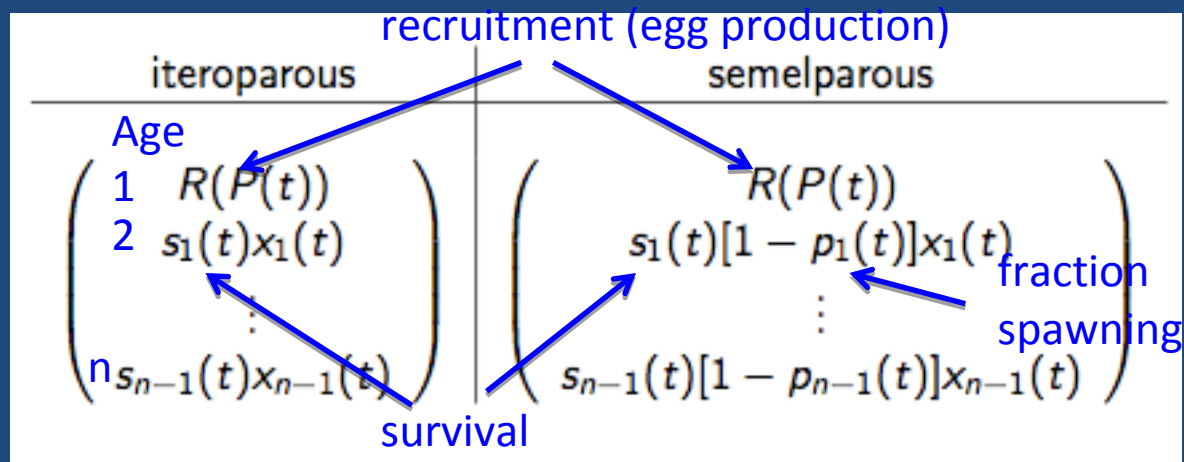 recruitment (egg production)
iteroparous semelparous
Age
1 R(P(t)) R(P(t))
2 s₁(t)x₁(t) s₁(t)[1 − p₁(t)]x₁(t)
fraction
⋮ ⋮
spawning
n sₙ₋₁(t)xₙ₋₁(t) sₙ₋₁(t)[1 − pₙ₋₁(t)]xₙ₋₁(t)
survival